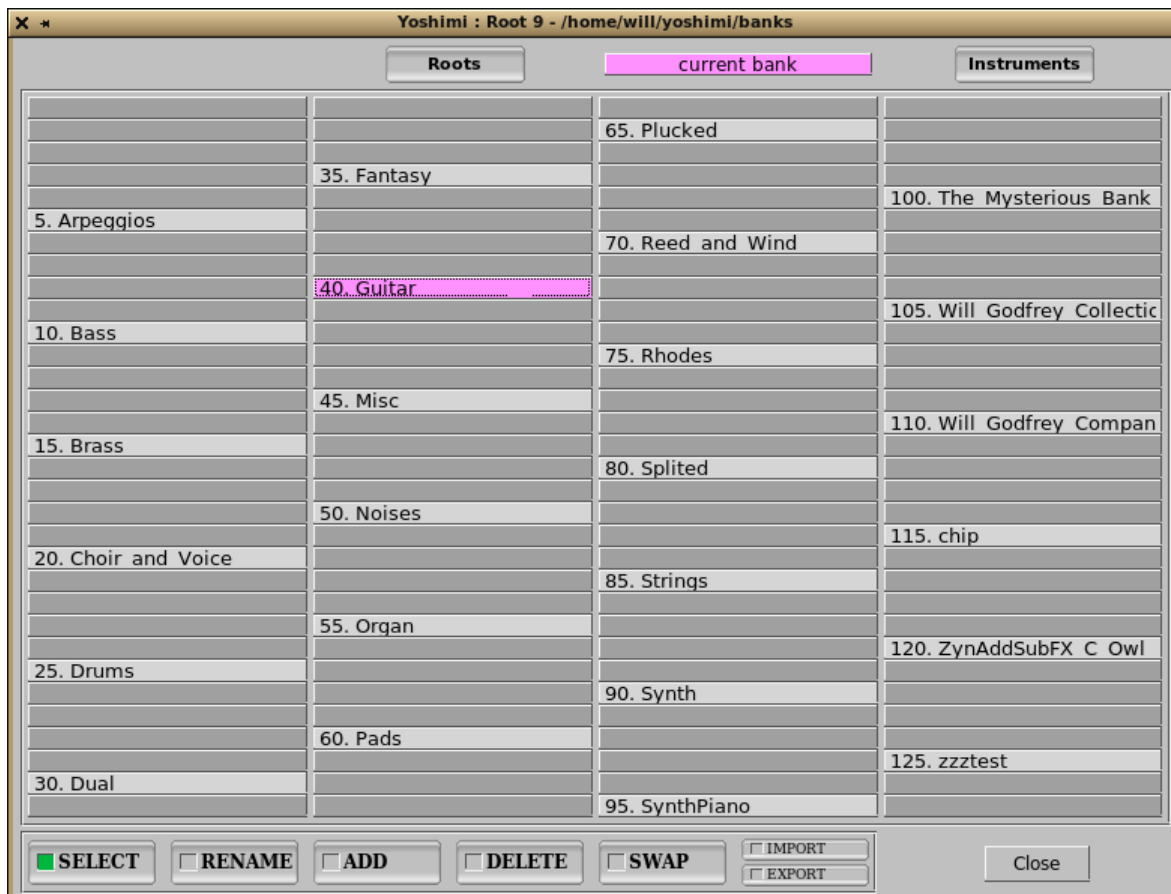 Yoshimi : Root 9 - /home/will/yoshimi/banks
Roots
current bank
Instruments
5. Arpeggios
10. Bass
15. Brass
20. Choir and Voice
25. Drums
30. Dual
35. Fantasy
40. Guitar
45. Misc
50. Noises
55. Organ
60. Pads
65. Plucked
70. Reed and Wind
75. Rhodes
80. Splited
85. Strings
90. Synth
95. SynthPiano
100. The Mysterious Bank
105. Will Godfrey Collectic
110. Will Godfrey Compan
115. chip
120. ZynAddSubFX C Owl
125. zzztest
SELECT
RENAME
ADD
DELETE
SWAP
IMPORT
EXPORT
Close